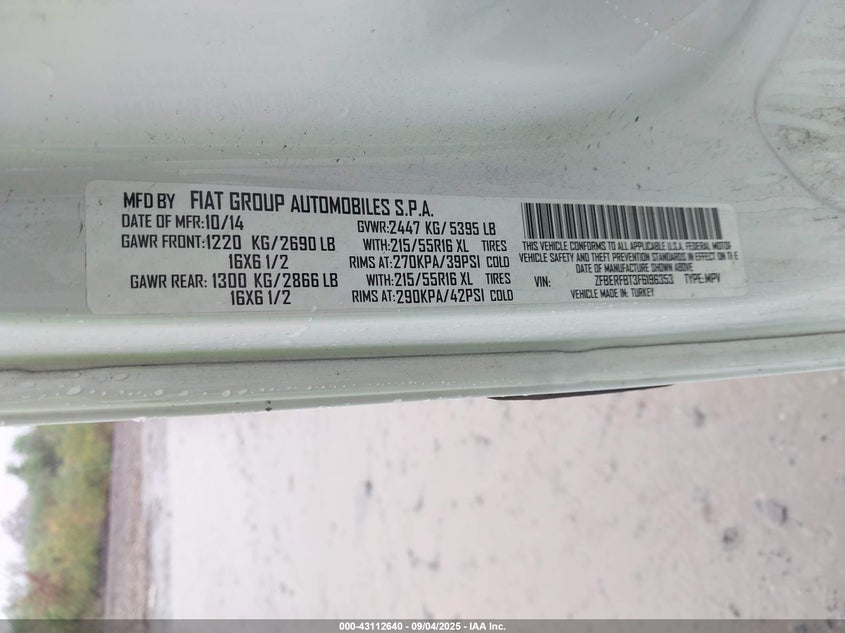 MFD BY FIAT GROUP AUTOMOBILES S.P.A.
DATE OF MFR:10/14 GVWR:2447 KG/ 5395 LB
GAWR FRONT:1220 KG/2690 LB WITH:215/55R16 XL TIRES
16X6 1/2 RIMS AT:270KPA/39PSI COLD
GAWR REAR: 1300 KG/2866 LB WITH:215/55R16 XL TIRES
16X6 1/2 RIMS AT:290KPA/42PSI COLD
THIS VEHICLE CONFORMS TO ALL APPLICABLE U.S.A. FEDERAL MOTOR
VEHICLE SAFETY AND THEFT PREVENTION STANDARDS IN EFFECT ON THE
DATE OF MANUFACTURE SHOWN ABOVE
VIN: ZFBERFBT3F6196353 TYPE: MPV
VEHICLE MADE IN: TURKEY
000-43112640 - 09/04/2025 - IAA Inc.